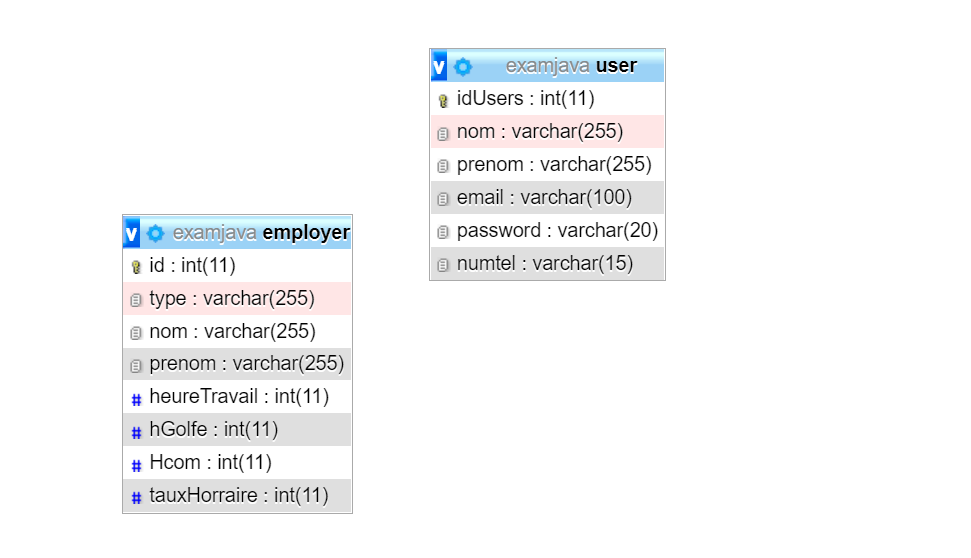 examjava user
idUsers : int(11)
nom : varchar(255)
prenom : varchar(255)
email : varchar(100)
password : varchar(20)
numtel : varchar(15)
examjava employer
id : int(11)
type : varchar(255)
nom : varchar(255)
prenom : varchar(255)
# heureTravail : int(11)
# hGolfe : int(11)
# Hcom : int(11)
# tauxHorraire : int(11)